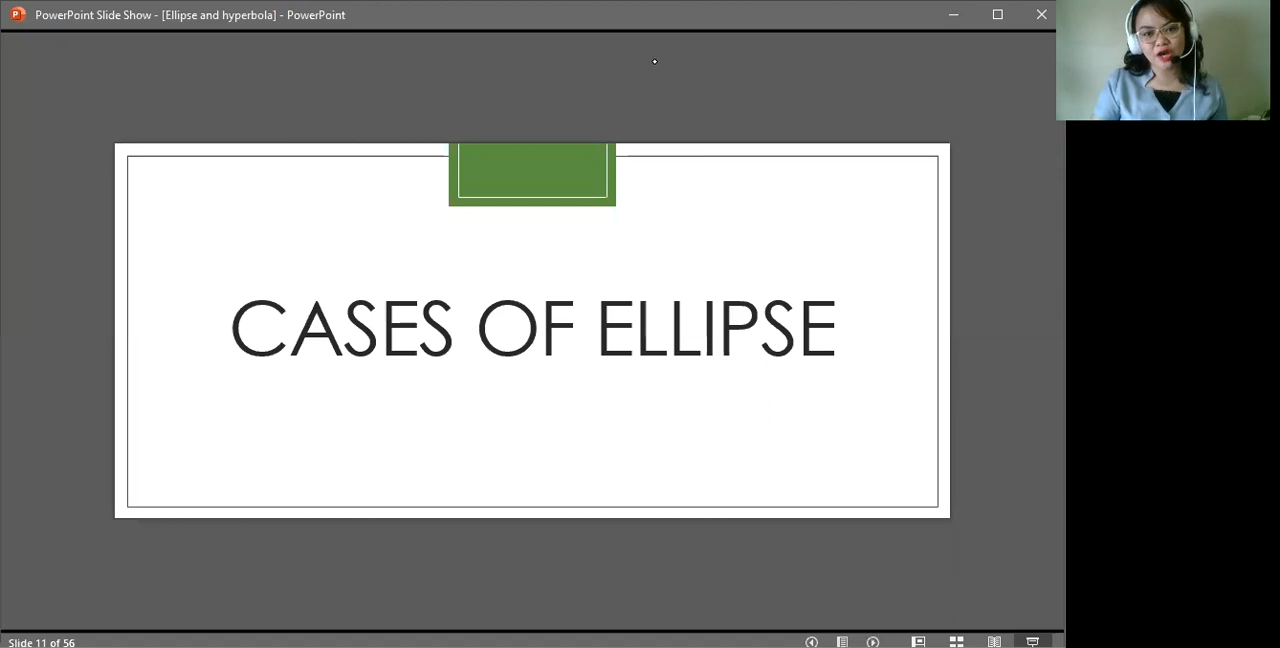 PowerPoint Slide Show - [Ellipse and hyperbola] - PowerPoint
CASES OF ELLIPSE
Slide 11 of 56